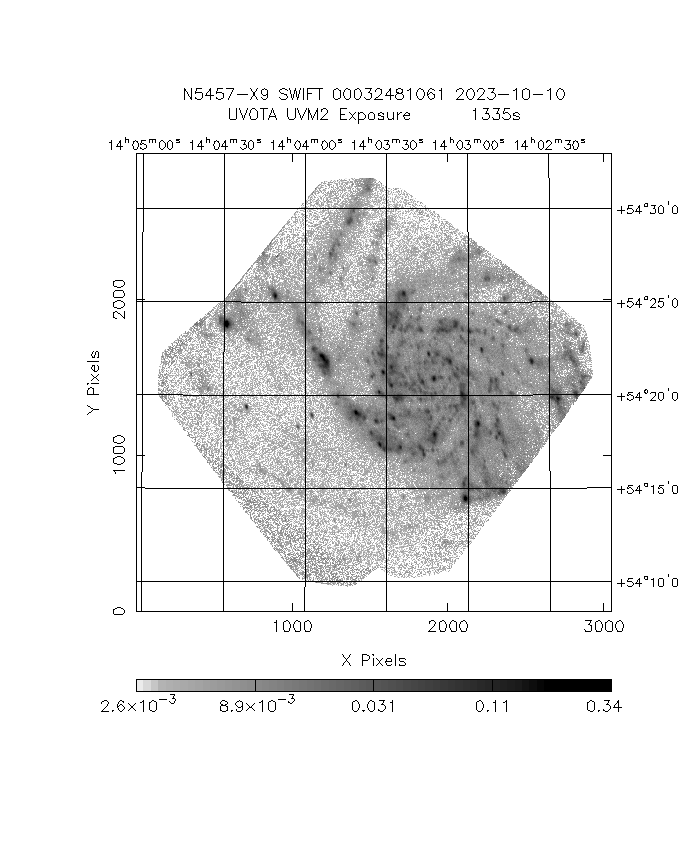 N5457-X9 SWIFT 00032481061 2023-10-10
UVOTA UVM2 Exposure 1335s
14ʰ05ᵐ00ˢ 14ʰ04ᵐ30ˢ 14ʰ04ᵐ00ˢ 14ʰ03ᵐ30ˢ 14ʰ03ᵐ00ˢ 14ʰ02ᵐ30ˢ
+54°30'0
+54°25'0
+54°20'0
+54°15'0
+54°10'0
2000
1000
0
Y Pixels
1000 2000 3000
X Pixels
2.6×10⁻³ 8.9×10⁻³ 0.031 0.11 0.34